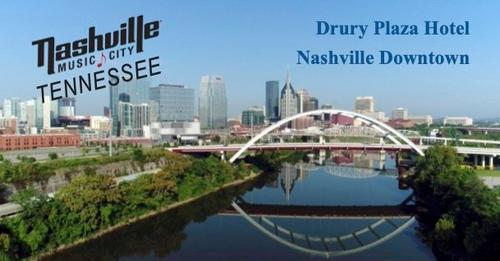 Nashville
MUSIC CITY
TENNESSEE
Drury Plaza Hotel
Nashville Downtown